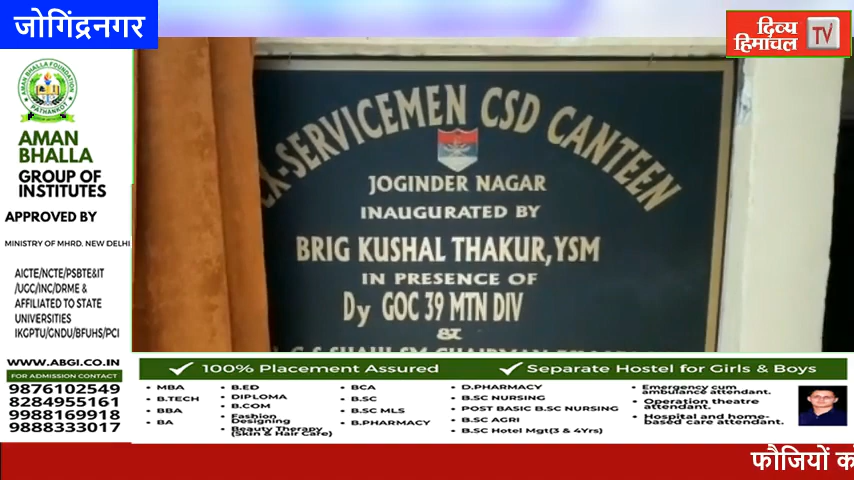 जोगिंद्रनगर
दिव्य
हिमाचल TV
AMAN BHALLA FOUNDATION
PATHANKOT
AMAN
BHALLA
GROUP OF
INSTITUTES
APPROVED BY
MINISTRY OF MHRD. NEW DELHI
AICTE/NCTE/PSBTE&IT
/UCC/INC/DRME &
AFFILIATED TO STATE
UNIVERSITIES
IKGPTU/GNDU/BFUHS/PCI
WWW.ABGI.CO.IN
FOR ADMISSION CONTACT
9876102549
8284955161
9988169918
9888333017
EX-SERVICEMEN CSD CANTEEN
JOGINDER NAGAR
INAUGURATED BY
BRIG KUSHAL THAKUR, YSM
IN PRESENCE OF
Dy GOC 39 MTN DIV
&
100% Placement Assured
Separate Hostel for Girls & Boys
• MBA
• B.TECH
• BBA
• BA
• B.ED
• DIPLOMA
• B.COM
• Fashion
Designing
• Beauty Therapy
(Skin & Hair Care)
• BCA
• B.SC
• B.SC MLS
• B.PHARMACY
• D.PHARMACY
• B.SC NURSING
• POST BASIC B.SC NURSING
• B.SC AGRI
• B.SC Hotel Mgt(3 & 4Yrs)
• Emergency cum
ambulance attendant.
• Operation theatre
attendant.
• Hospital and home-
based care attendant.
फौजियों